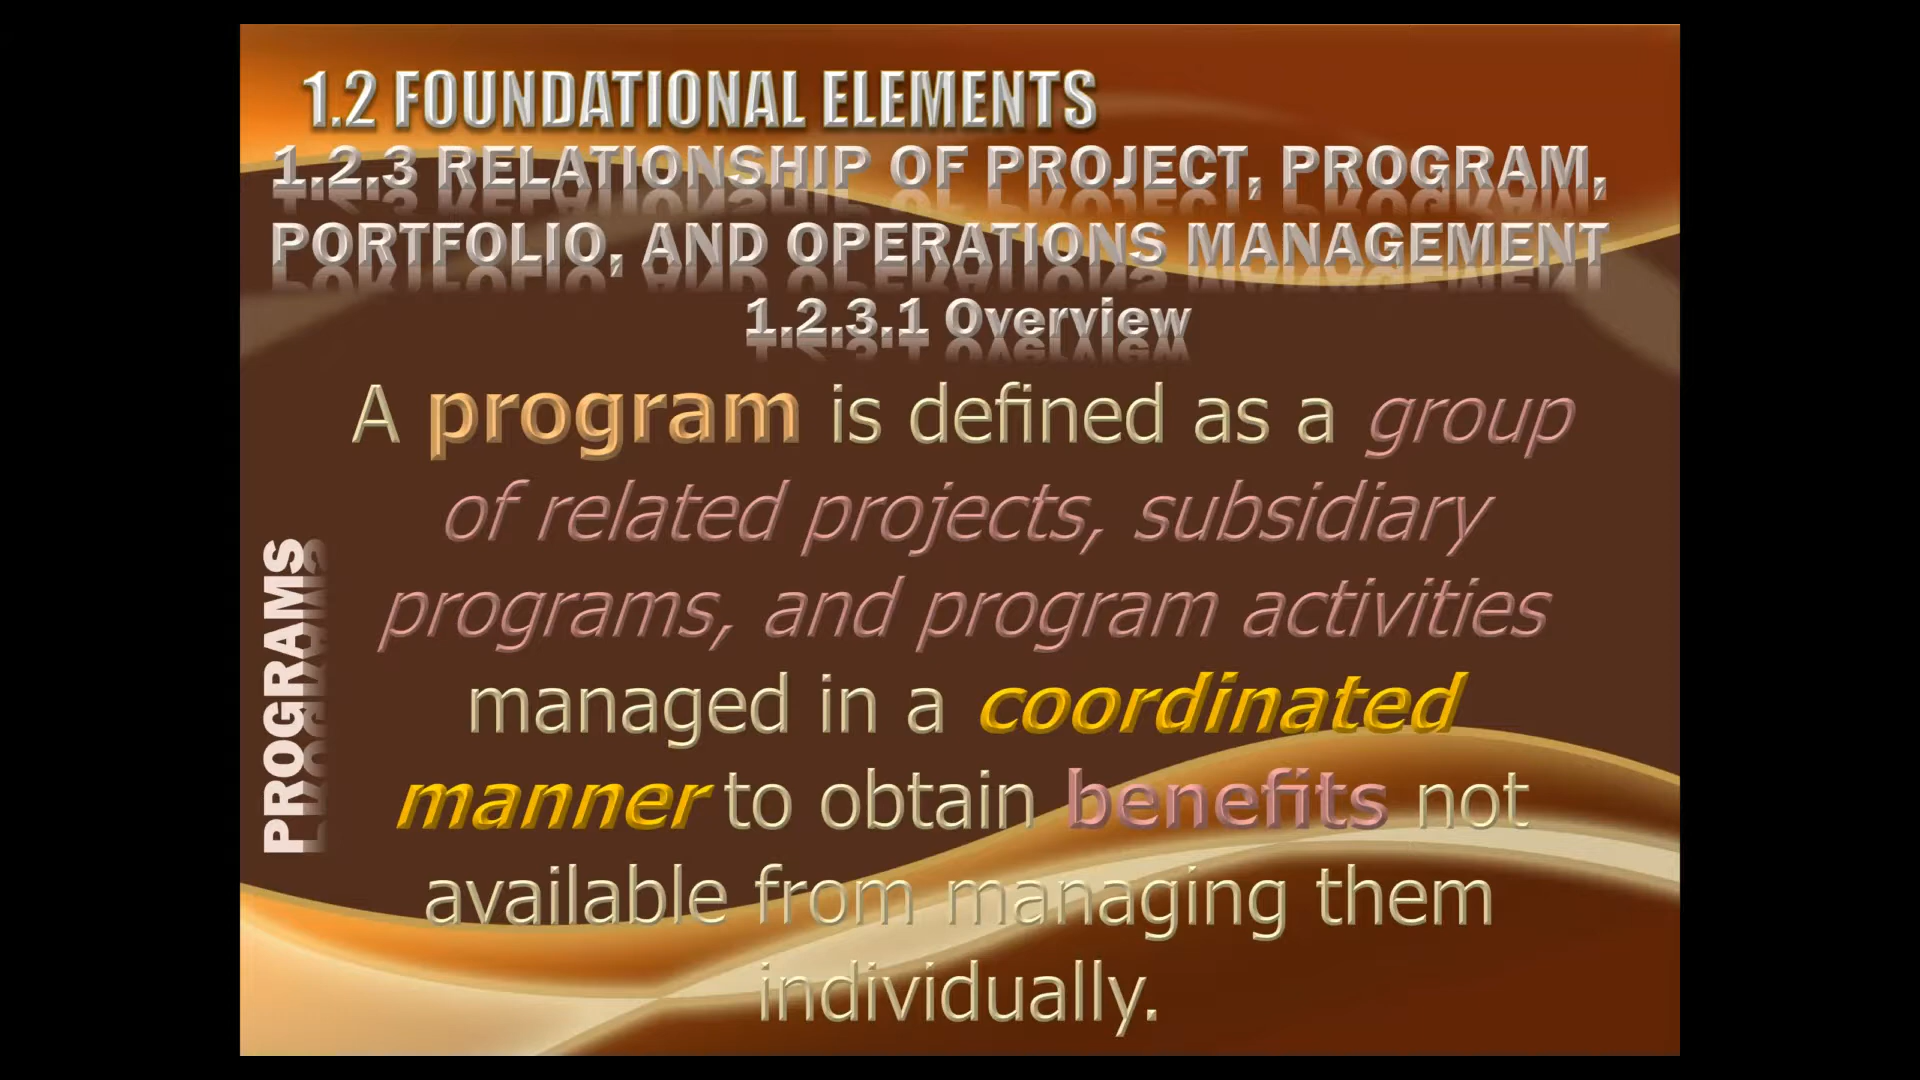 1.2 FOUNDATIONAL ELEMENTS
1.2.3 RELATIONSHIP OF PROJECT, PROGRAM,
PORTFOLIO, AND OPERATIONS MANAGEMENT
1.2.3.1 Overview
PROGRAMS
A program is defined as a group
of related projects, subsidiary
programs, and program activities
managed in a coordinated
manner to obtain benefits not
available from managing them
individually.